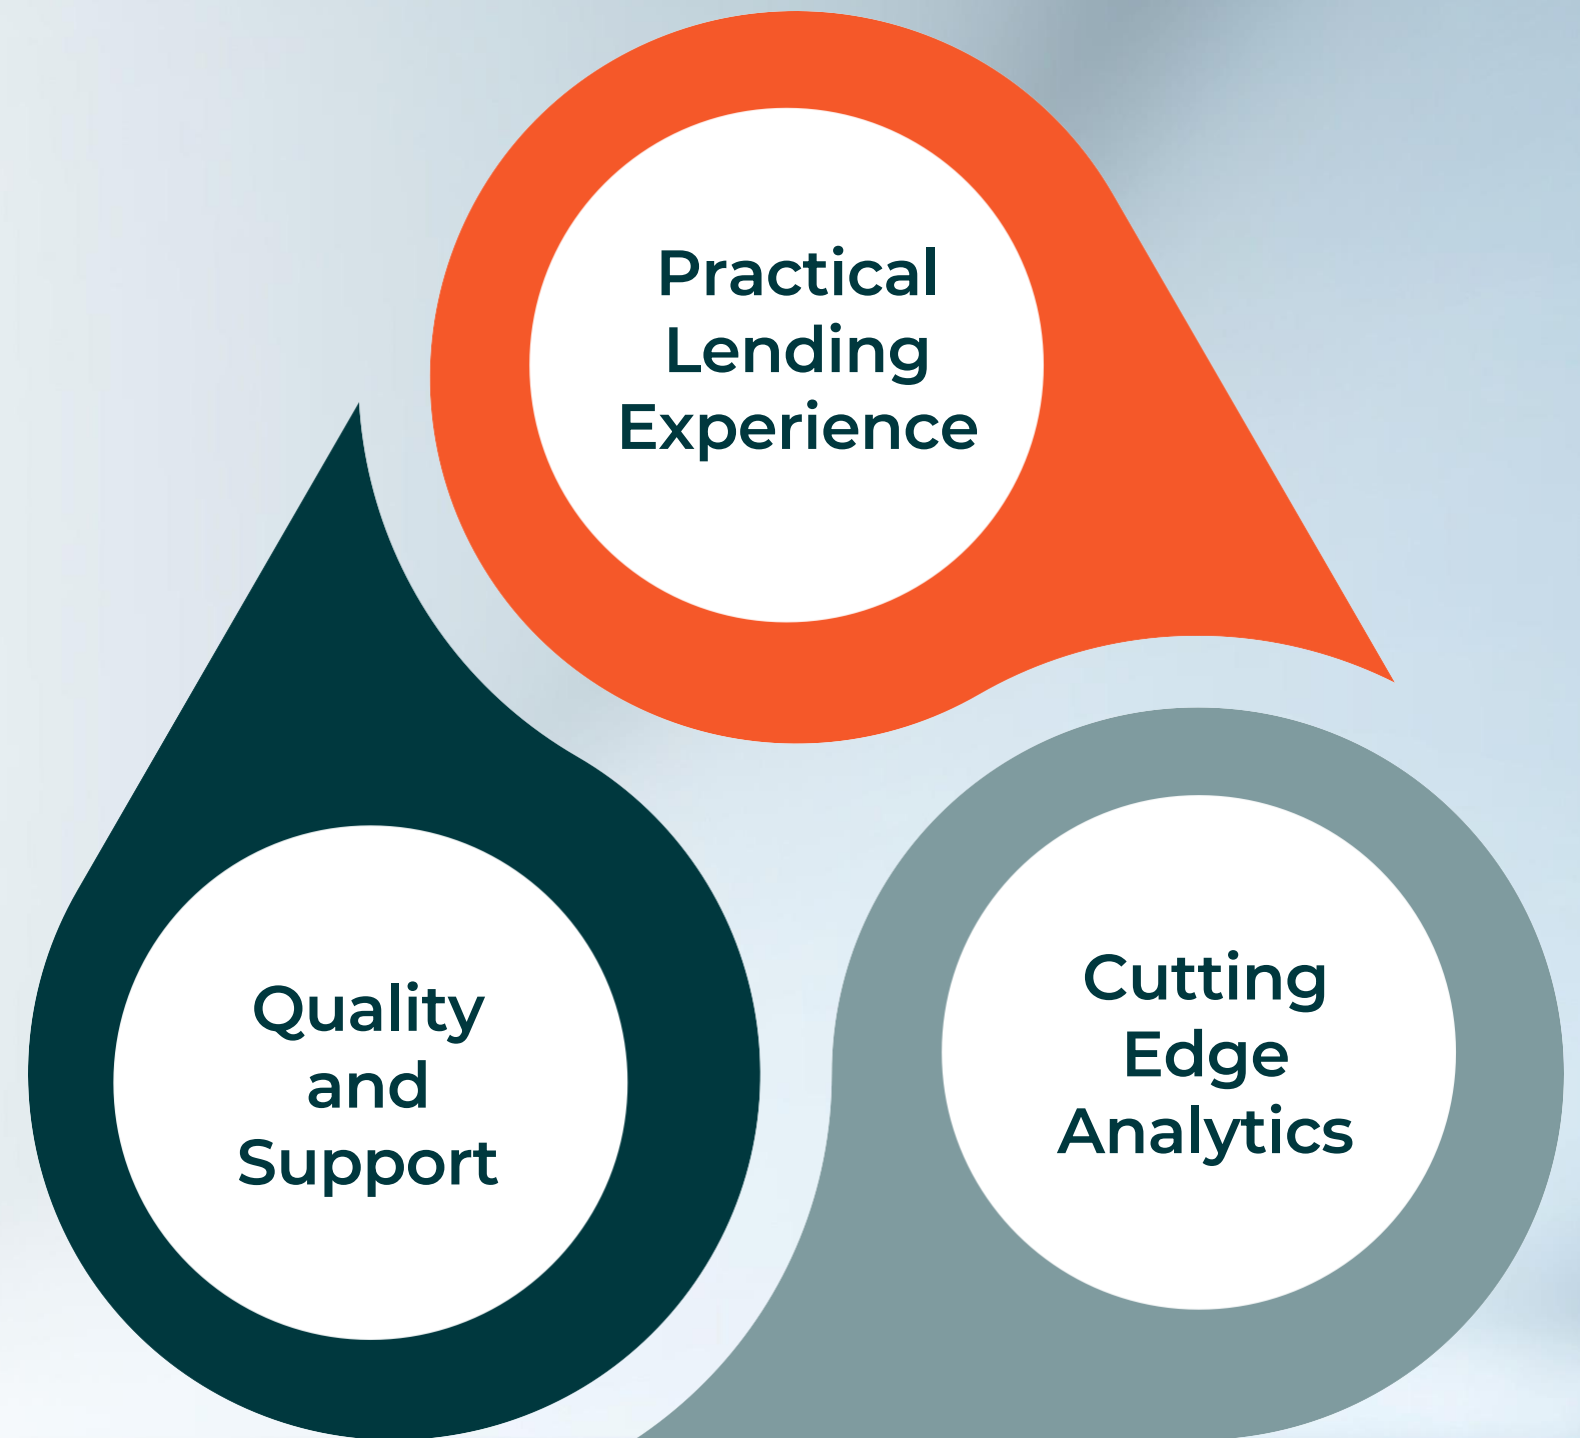 Practical
Lending
Experience
Quality
and
Support
Cutting
Edge
Analytics